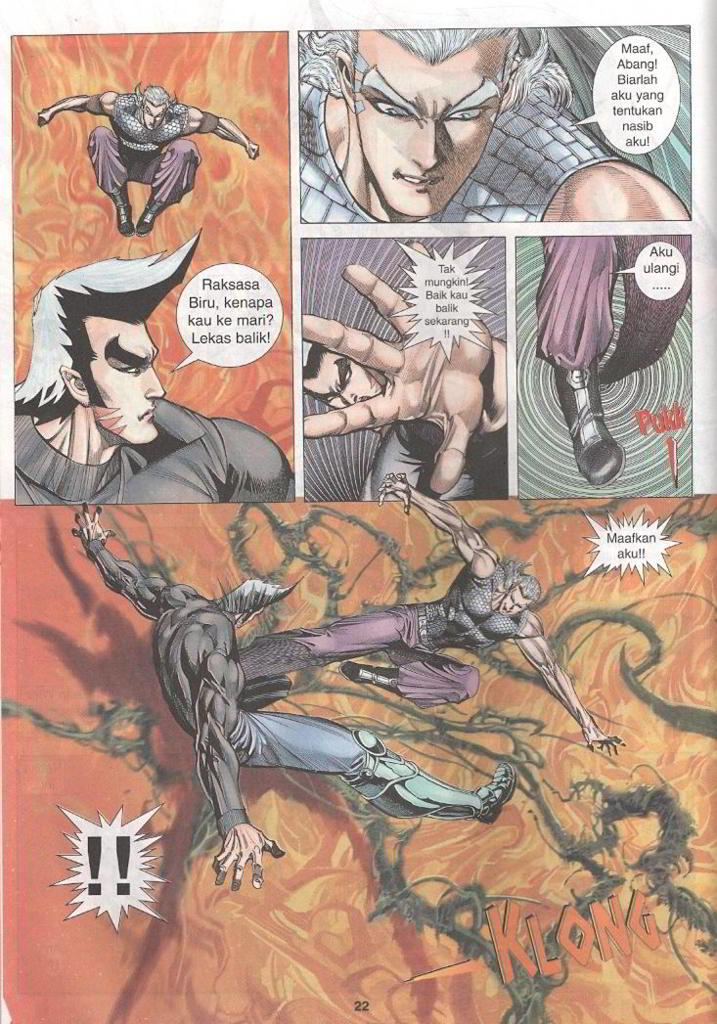 Raksasa
Biru, kenapa
kau ke mari?
Lekas balik!
Maaf,
Abang!
Biarlah
aku yang
tentukan
nasib
aku!
Tak
mungkin!
Baik kau
balik
sekarang
!!
Aku
ulangi
.....
PUKK
!
Maafkan
aku!!
!!
KLONG
22